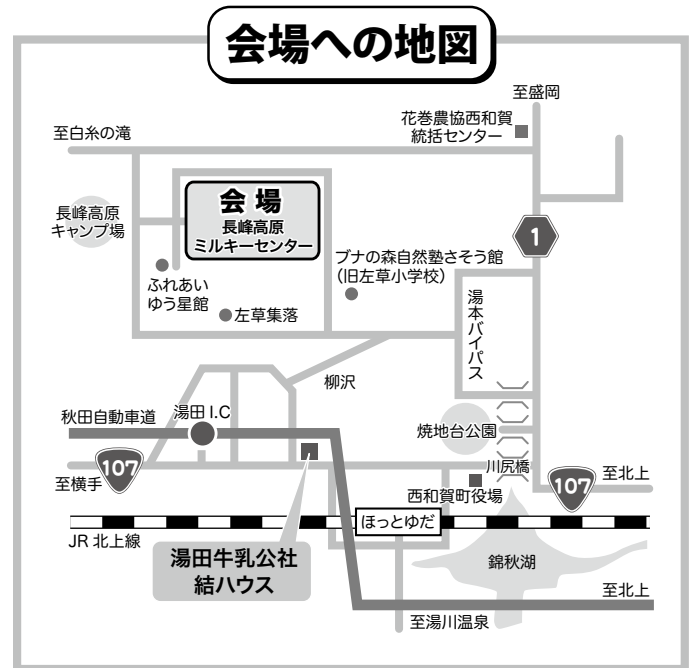 会場への地図
至盛岡
花巻農協西和賀
統括センター
至白糸の滝
会 場
長峰高原
ミルキーセンター
長峰高原
キャンプ場
1
ブナの森自然塾さそう館
(旧左草小学校)
ふれあい
ゆう星館
左草集落
湯本バイパス
柳沢
秋田自動車道
湯田 I.C
焼地台公園
107
至横手
川尻橋
至北上
107
西和賀町役場
ほっとゆだ
JR 北上線
湯田牛乳公社
結ハウス
錦秋湖
至北上
至湯川温泉